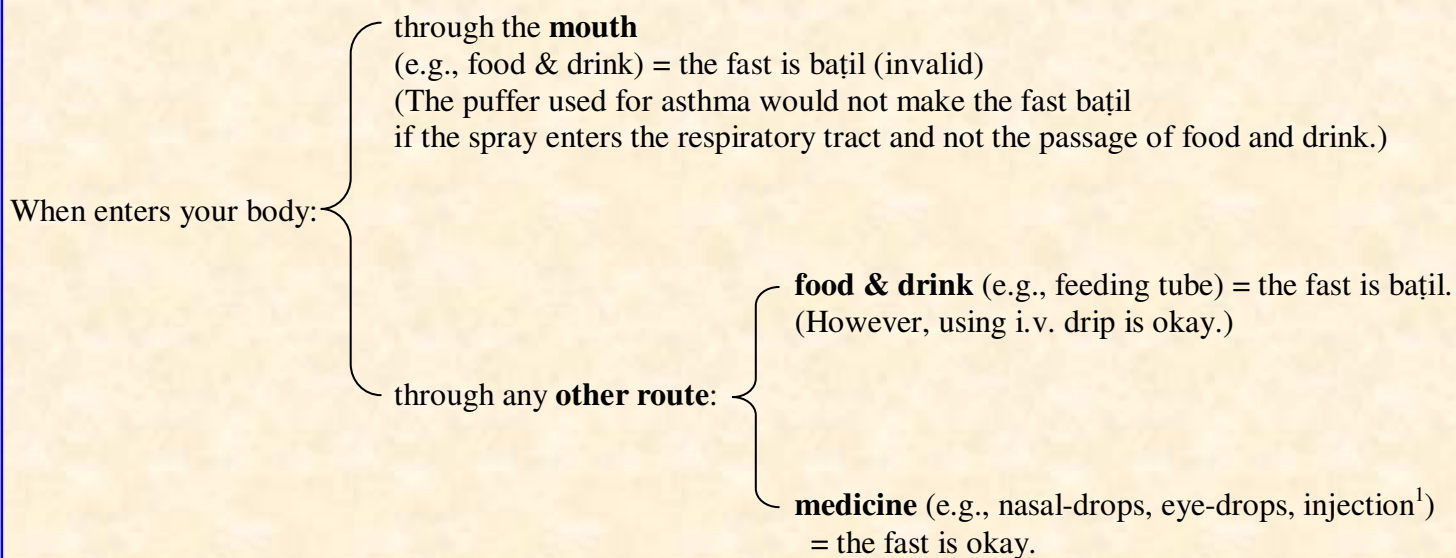 through the mouth
(e.g., food & drink) = the fast is baṭil (invalid)
(The puffer used for asthma would not make the fast baṭil
if the spray enters the respiratory tract and not the passage of food and drink.)
When enters your body:
food & drink (e.g., feeding tube) = the fast is baṭil.
(However, using i.v. drip is okay.)
through any other route:
medicine (e.g., nasal-drops, eye-drops, injection¹)
= the fast is okay.